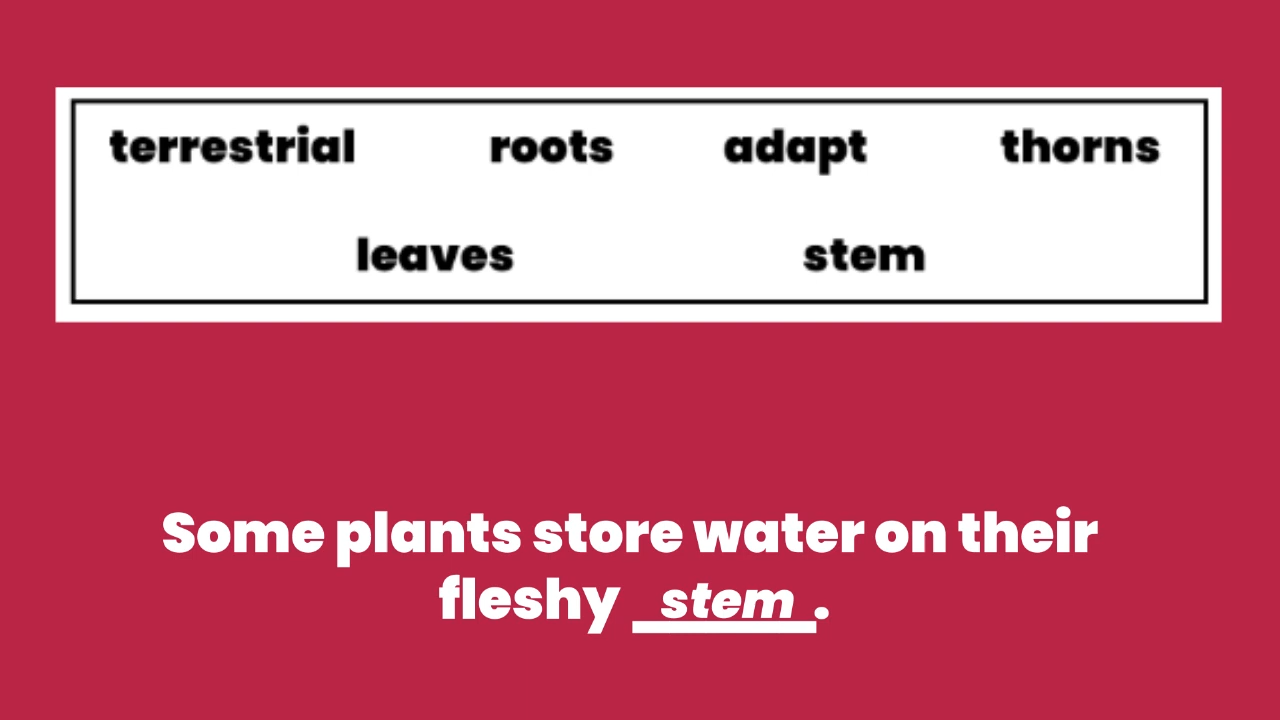 terrestrial roots adapt thorns
leaves stem
Some plants store water on their
fleshy stem.